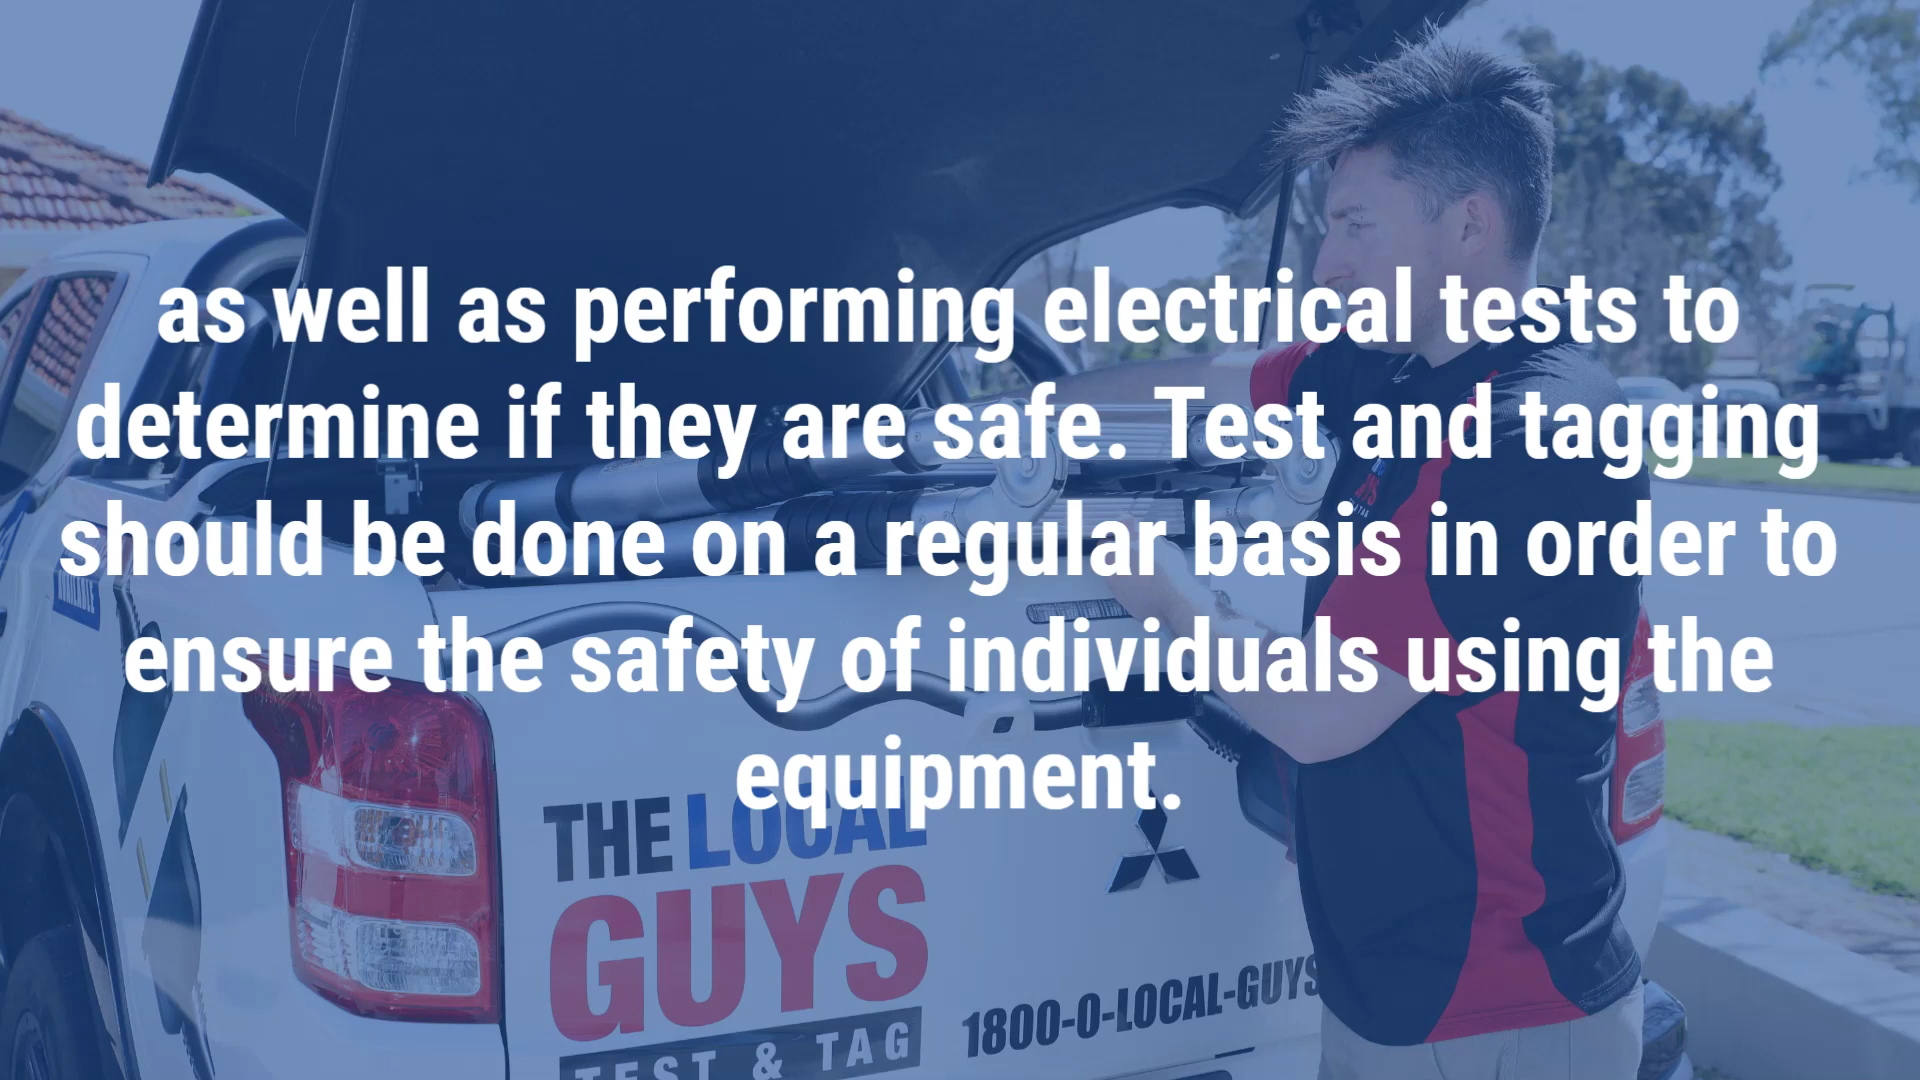 as well as performing electrical tests to
determine if they are safe. Test and tagging
should be done on a regular basis in order to
ensure the safety of individuals using the
equipment.
AVAILABLE
GUYS
THE LOCAL
GUYS
TEST & TAG
1800-0-LOCAL-GUYS